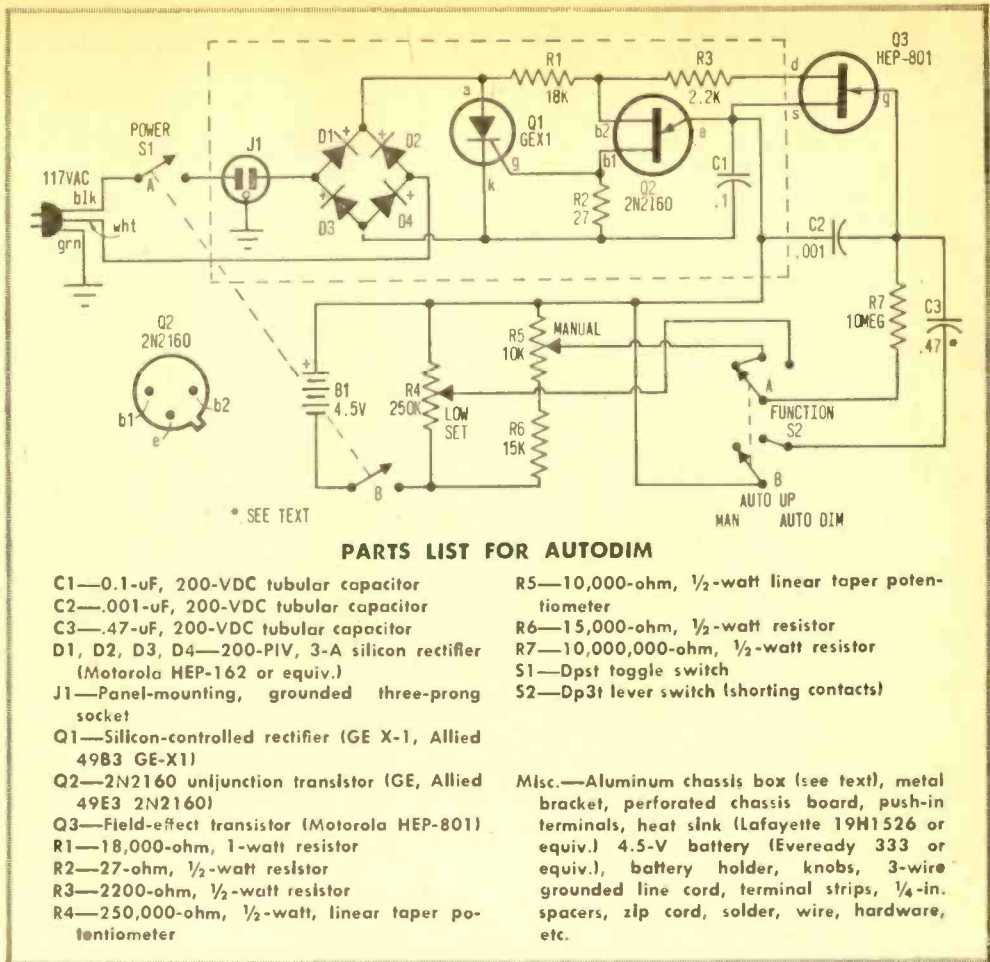 Q3
HEP-801
R1
18K
R3
2.2K
d
s
g
a
Q1
GEX1
g
k
b2
b1
e
Q2
2N2160
R2
27
C1
.1
D1
D2
D3
D4
+
+
+
+
POWER
S1
A
J1
117VAC
blk
wht
grn
C2
.001
R7
10MEG
C3
.47 *
Q2
2N2160
b1
b2
e
+
B1
4.5V
B
R4
250K
LOW
SET
R5
10K
MANUAL
R6
15K
A
FUNCTION
S2
B
AUTO UP
MAN AUTO DIM
* SEE TEXT
PARTS LIST FOR AUTODIM
C1—0.1-uF, 200-VDC tubular capacitor
C2—.001-uF, 200-VDC tubular capacitor
C3—.47-uF, 200-VDC tubular capacitor
D1, D2, D3, D4—200-PIV, 3-A silicon rectifier
(Motorola HEP-162 or equiv.)
J1—Panel-mounting, grounded three-prong
socket
Q1—Silicon-controlled rectifier (GE X-1, Allied
49B3 GE-X1)
Q2—2N2160 unijunction transistor (GE, Allied
49E3 2N2160)
Q3—Field-effect transistor (Motorola HEP-801)
R1—18,000-ohm, 1-watt resistor
R2—27-ohm, ½-watt resistor
R3—2200-ohm, ½-watt resistor
R4—250,000-ohm, ½-watt, linear taper po-
tentiometer
R5—10,000-ohm, ½-watt linear taper poten-
tiometer
R6—15,000-ohm, ½-watt resistor
R7—10,000,000-ohm, ½-watt resistor
S1—Dpst toggle switch
S2—Dp3t lever switch (shorting contacts)
Misc.—Aluminum chassis box (see text), metal
bracket, perforated chassis board, push-in
terminals, heat sink (Lafayette 19H1526 or
equiv.) 4.5-V battery (Eveready 333 or
equiv.), battery holder, knobs, 3-wire
grounded line cord, terminal strips, ¼-in.
spacers, zip cord, solder, wire, hardware,
etc.